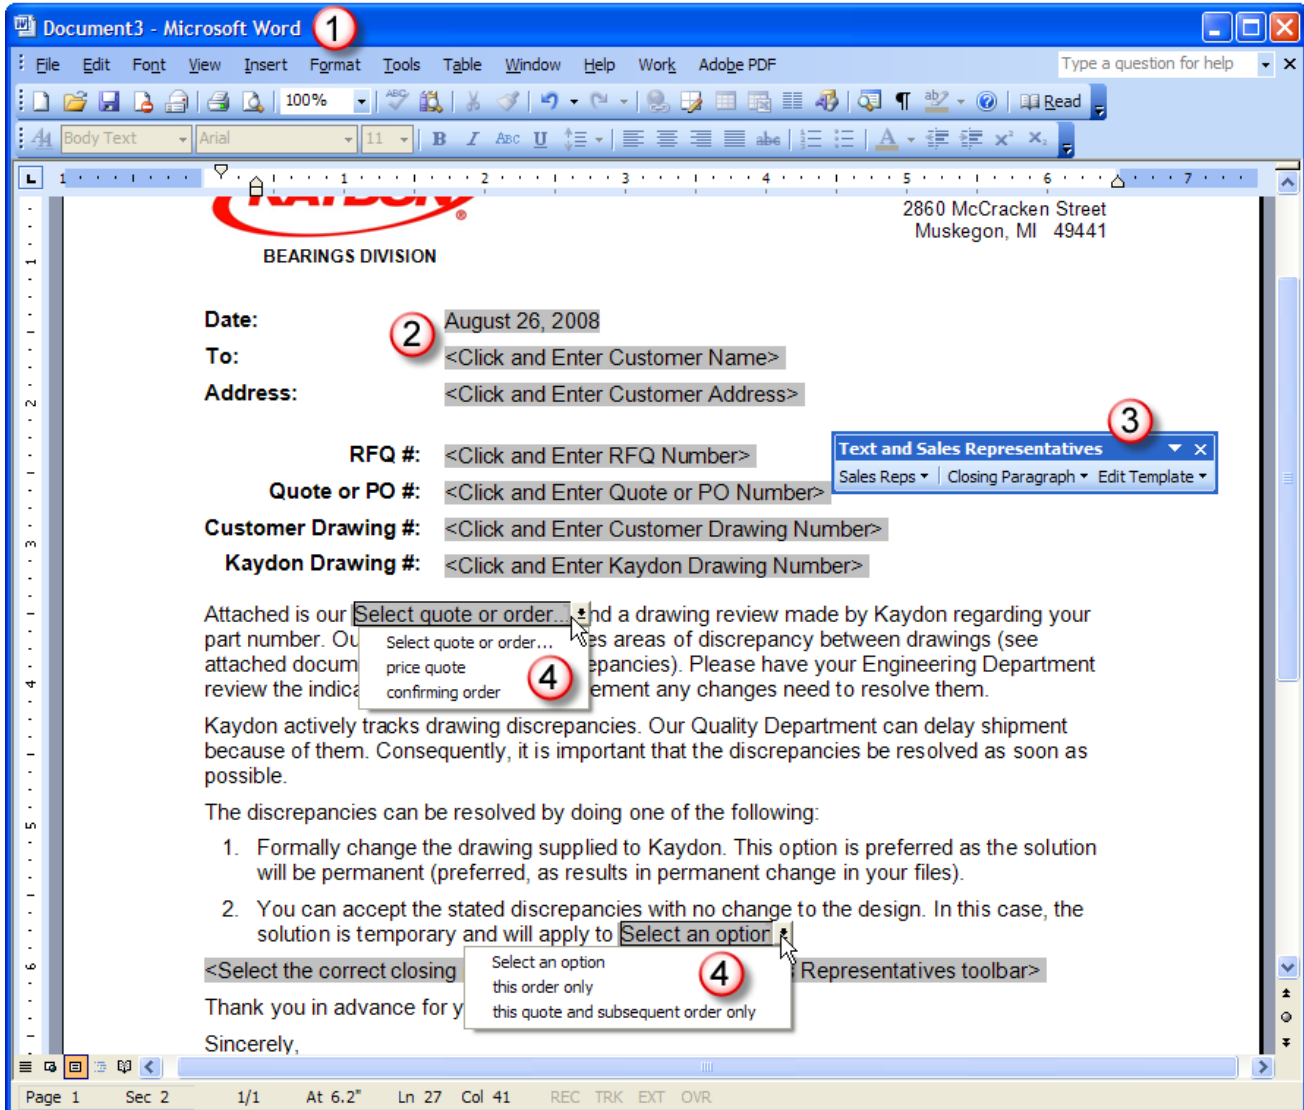 Document3 - Microsoft Word 1
File Edit Font View Insert Format Tools Table Window Help Work Adobe PDF Type a question for help
100% Read
Body Text Arial 11 B I ABC U abc A x² x₂
L 1 1 2 3 4 5 6 7
KAYDON ®
BEARINGS DIVISION
2860 McCracken Street
Muskegon, MI 49441
Date: 2 August 26, 2008
To: <Click and Enter Customer Name>
Address: <Click and Enter Customer Address>
3
Text and Sales Representatives
Sales Reps Closing Paragraph Edit Template
RFQ #: <Click and Enter RFQ Number>
Quote or PO #: <Click and Enter Quote or PO Number>
Customer Drawing #: <Click and Enter Customer Drawing Number>
Kaydon Drawing #: <Click and Enter Kaydon Drawing Number>
Attached is our Select quote or order... nd a drawing review made by Kaydon regarding your
part number. Ou es areas of discrepancy between drawings (see
attached docum epancies). Please have your Engineering Department
review the indica ement any changes need to resolve them.
Select quote or order...
price quote
confirming order
4
Kaydon actively tracks drawing discrepancies. Our Quality Department can delay shipment
because of them. Consequently, it is important that the discrepancies be resolved as soon as
possible.
The discrepancies can be resolved by doing one of the following:
1. Formally change the drawing supplied to Kaydon. This option is preferred as the solution
will be permanent (preferred, as results in permanent change in your files).
2. You can accept the stated discrepancies with no change to the design. In this case, the
solution is temporary and will apply to Select an option
<Select the correct closing s Representatives toolbar>
Select an option
this order only
this quote and subsequent order only
4
Thank you in advance for y
Sincerely,
Page 1 Sec 2 1/1 At 6.2" Ln 27 Col 41 REC TRK EXT OVR